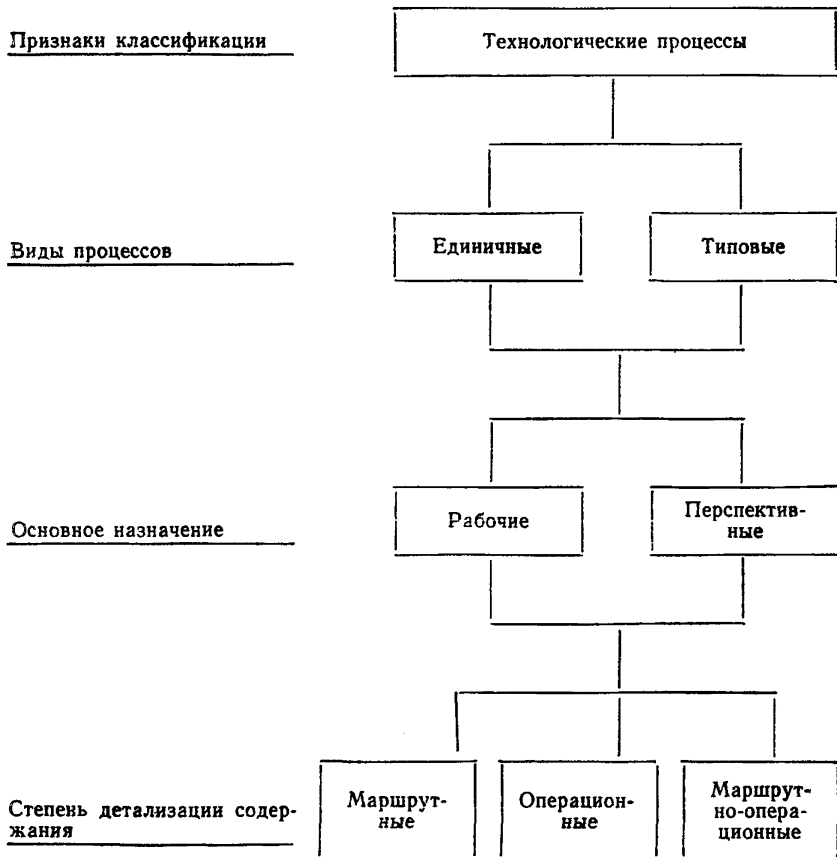 Признаки классификации
Технологические процессы
Виды процессов
Единичные
Типовые
Основное назначение
Рабочие
Перспектив-
ные
Степень детализации содер-
жания
Маршрут-
ные
Операцион-
ные
Маршрут-
но-опера-
ционные